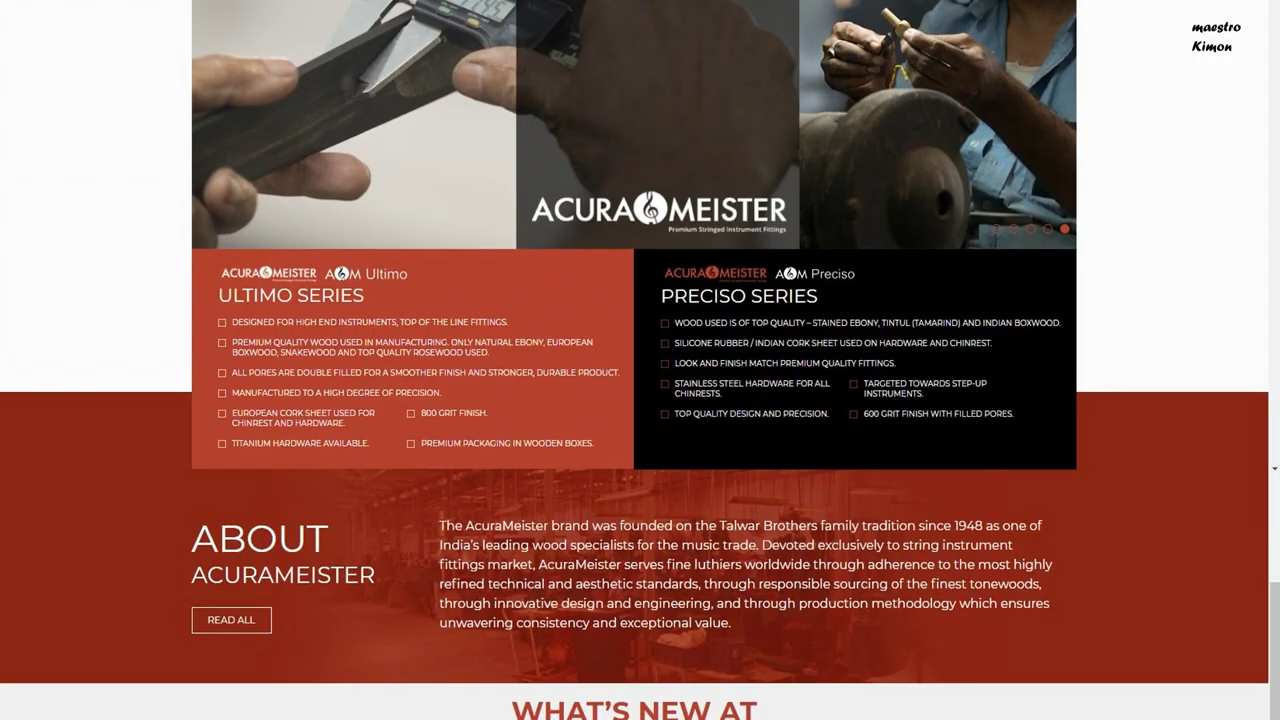 maestro
Kimon
ACURA MEISTER
Premium Stringed Instrument Fittings
ACURA MEISTER A M Ultimo
ULTIMO SERIES
DESIGNED FOR HIGH END INSTRUMENTS, TOP OF THE LINE FITTINGS.
PREMIUM QUALITY WOOD USED IN MANUFACTURING. ONLY NATURAL EBONY, EUROPEAN
BOXWOOD, SNAKEWOOD AND TOP QUALITY ROSEWOOD USED.
ALL PORES ARE DOUBLE FILLED FOR A SMOOTHER FINISH AND STRONGER, DURABLE PRODUCT.
MANUFACTURED TO A HIGH DEGREE OF PRECISION.
EUROPEAN CORK SHEET USED FOR
CHINREST AND HARDWARE.
800 GRIT FINISH.
TITANIUM HARDWARE AVAILABLE.
PREMIUM PACKAGING IN WOODEN BOXES.
ACURA MEISTER A M Preciso
PRECISO SERIES
WOOD USED IS OF TOP QUALITY – STAINED EBONY, TINTUL (TAMARIND) AND INDIAN BOXWOOD.
SILICONE RUBBER / INDIAN CORK SHEET USED ON HARDWARE AND CHINREST.
LOOK AND FINISH MATCH PREMIUM QUALITY FITTINGS.
STAINLESS STEEL HARDWARE FOR ALL
CHINRESTS.
TARGETED TOWARDS STEP-UP
INSTRUMENTS.
TOP QUALITY DESIGN AND PRECISION.
600 GRIT FINISH WITH FILLED PORES.
ABOUT
ACURAMEISTER
READ ALL
The AcuraMeister brand was founded on the Talwar Brothers family tradition since 1948 as one of
India's leading wood specialists for the music trade. Devoted exclusively to string instrument
fittings market, AcuraMeister serves fine luthiers worldwide through adherence to the most highly
refined technical and aesthetic standards, through responsible sourcing of the finest tonewoods,
through innovative design and engineering, and through production methodology which ensures
unwavering consistency and exceptional value.
WHAT'S NEW AT